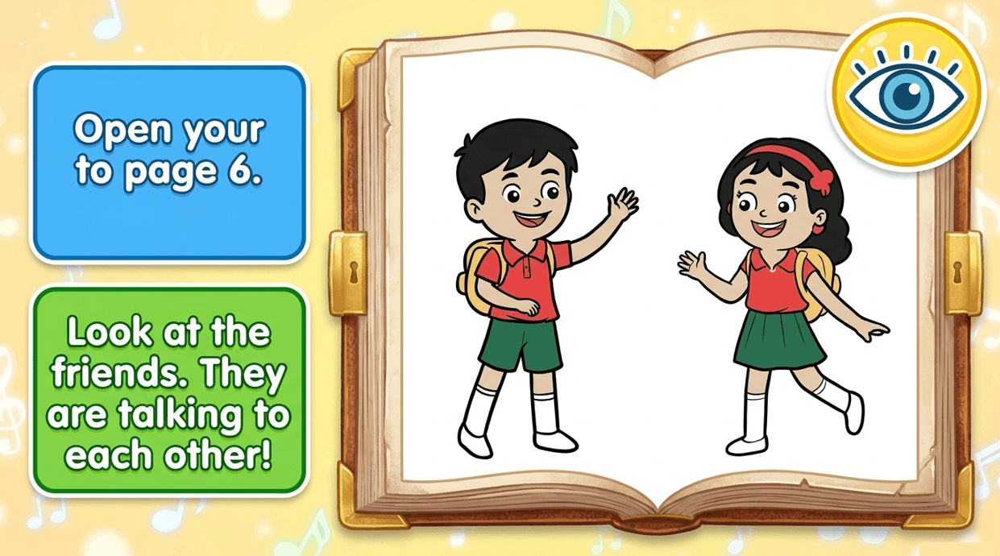 Open your
to page 6.
Look at the
friends. They
are talking to
each other!